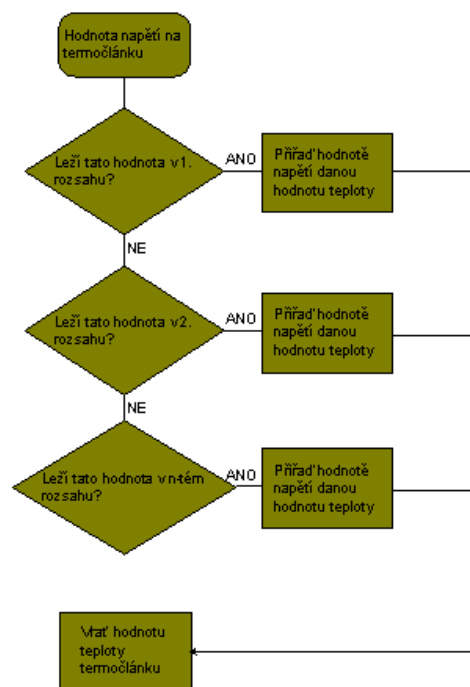 Hodnota napětí na
termočlánku
Leží tato hodnota v 1.
rozsahu?
ANO
Přiřaď hodnotě
napětí danou
hodnotu teploty
NE
Leží tato hodnota v 2.
rozsahu?
ANO
Přiřaď hodnotě
napětí danou
hodnotu teploty
NE
Leží tato hodnota v n-tém
rozsahu?
ANO
Přiřaď hodnotě
napětí danou
hodnotu teploty
Vrať hodnotu
teploty
termočlánku